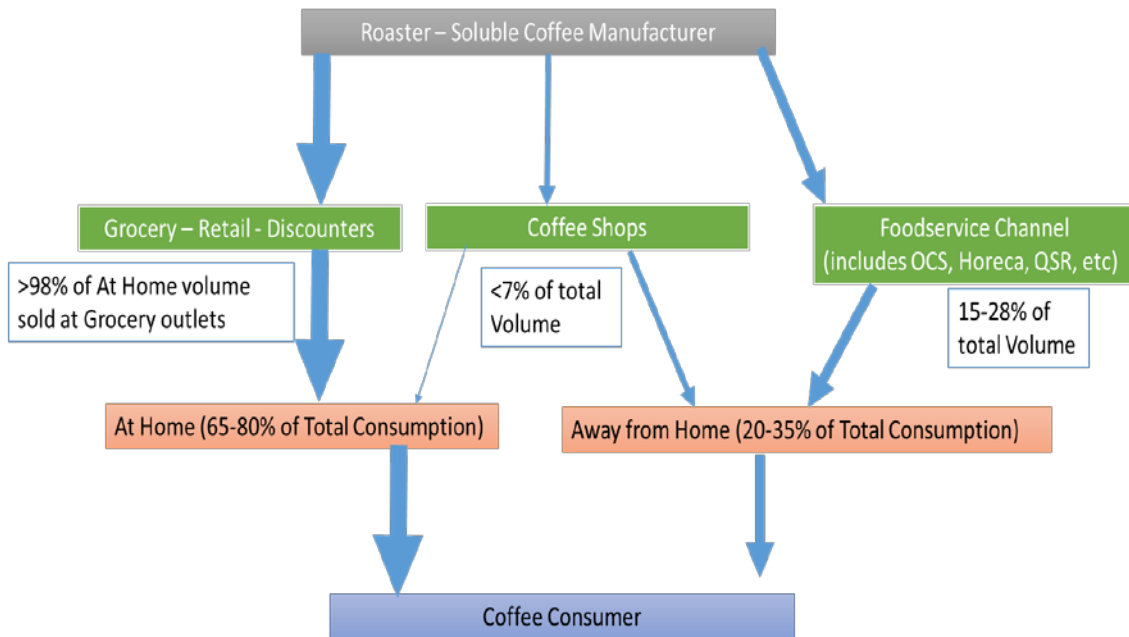 Roaster – Soluble Coffee Manufacturer
Grocery – Retail - Discounters
Coffee Shops
Foodservice Channel
(includes OCS, Horeca, QSR, etc)
>98% of At Home volume
sold at Grocery outlets
<7% of total
Volume
15-28% of
total Volume
At Home (65-80% of Total Consumption)
Away from Home (20-35% of Total Consumption)
Coffee Consumer